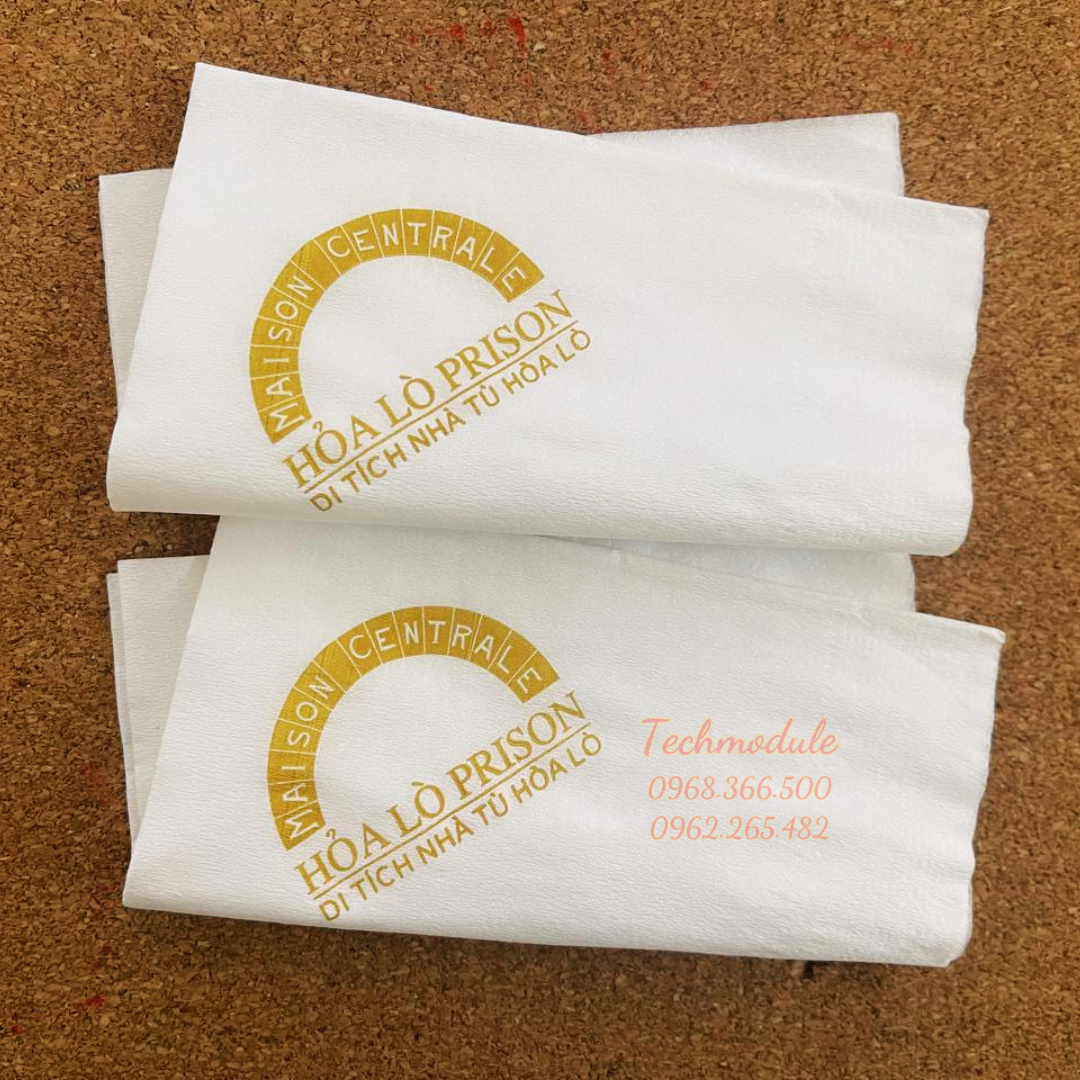 MAISON CENTRALE
HỎA LÒ PRISON
DI TÍCH NHÀ TÙ HỎA LÒ
MAISON CENTRALE
HỎA LÒ PRISON
DI TÍCH NHÀ TÙ HỎA LÒ
Techmodule
0968.366.500
0962.265.482